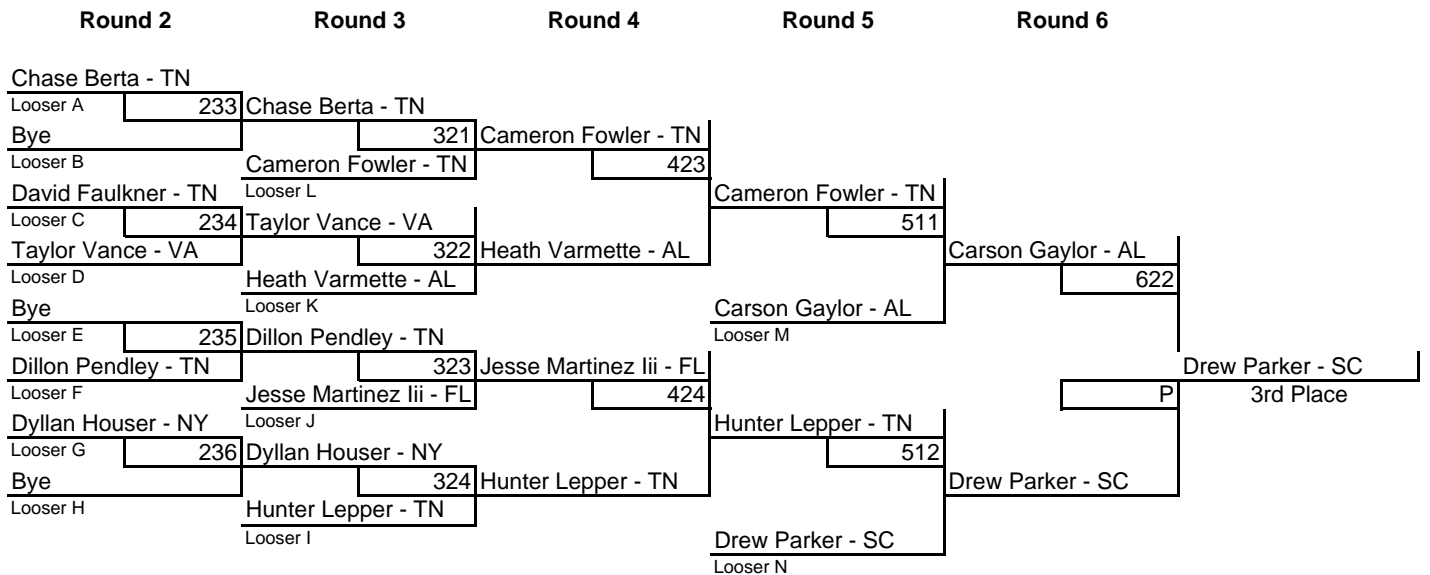 Round 2 Round 3 Round 4 Round 5 Round 6
Chase Berta - TN
Looser A 233 Chase Berta - TN
Bye 321 Cameron Fowler - TN
Looser B Cameron Fowler - TN 423
David Faulkner - TN Looser L Cameron Fowler - TN
Looser C 234 Taylor Vance - VA 511
Taylor Vance - VA 322 Heath Varmette - AL Carson Gaylor - AL
Looser D Heath Varmette - AL 622
Bye Looser K Carson Gaylor - AL
Looser E 235 Dillon Pendley - TN Looser M
Dillon Pendley - TN 323 Jesse Martinez Iii - FL Drew Parker - SC
Looser F Jesse Martinez Iii - FL 424 P 3rd Place
Dyllan Houser - NY Looser J Hunter Lepper - TN
Looser G 236 Dyllan Houser - NY 512
Bye 324 Hunter Lepper - TN Drew Parker - SC
Looser H Hunter Lepper - TN
Looser I Drew Parker - SC
Looser N